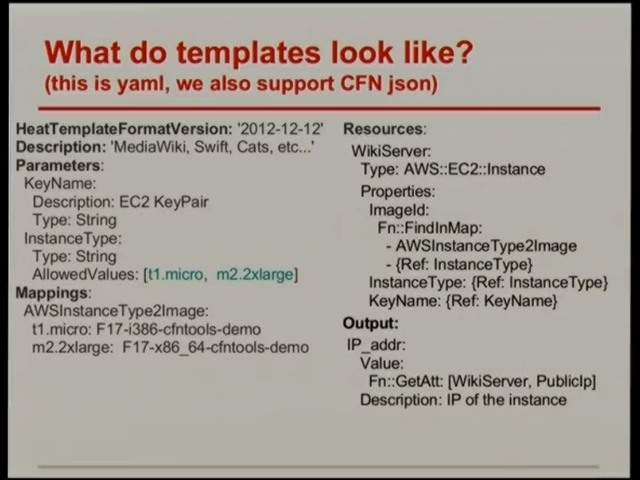 What do templates look like?
(this is yaml, we also support CFN json)
HeatTemplateFormatVersion: '2012-12-12'
Description: 'MediaWiki, Swift, Cats, etc...'
Parameters:
KeyName:
Description: EC2 KeyPair
Type: String
InstanceType:
Type: String
AllowedValues: [t1.micro, m2.2xlarge]
Mappings:
AWSInstanceType2Image:
t1.micro: F17-i386-cfntools-demo
m2.2xlarge: F17-x86_64-cfntools-demo
Resources:
WikiServer:
Type: AWS::EC2::Instance
Properties:
ImageId:
Fn::FindInMap:
- AWSInstanceType2Image
- {Ref: InstanceType}
InstanceType: {Ref: InstanceType}
KeyName: {Ref: KeyName}
Output:
IP_addr:
Value:
Fn::GetAtt: [WikiServer, PublicIp]
Description: IP of the instance